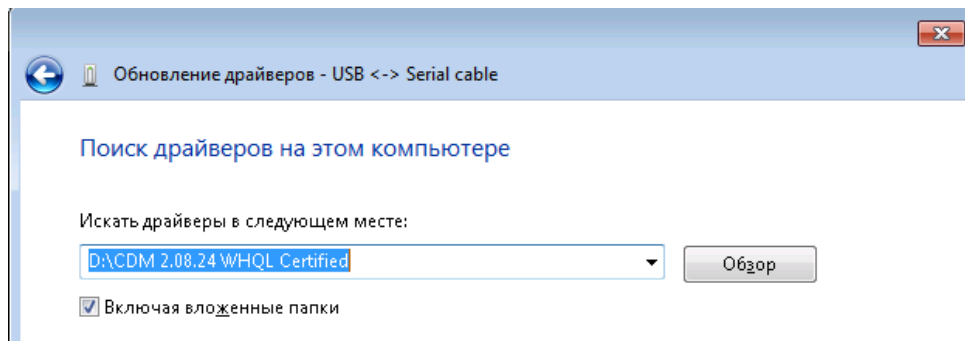 Обновление драйверов - USB <-> Serial cable
Поиск драйверов на этом компьютере
Искать драйверы в следующем месте:
D:\CDM 2.08.24 WHQL Certified
Обзор
Включая вложенные папки